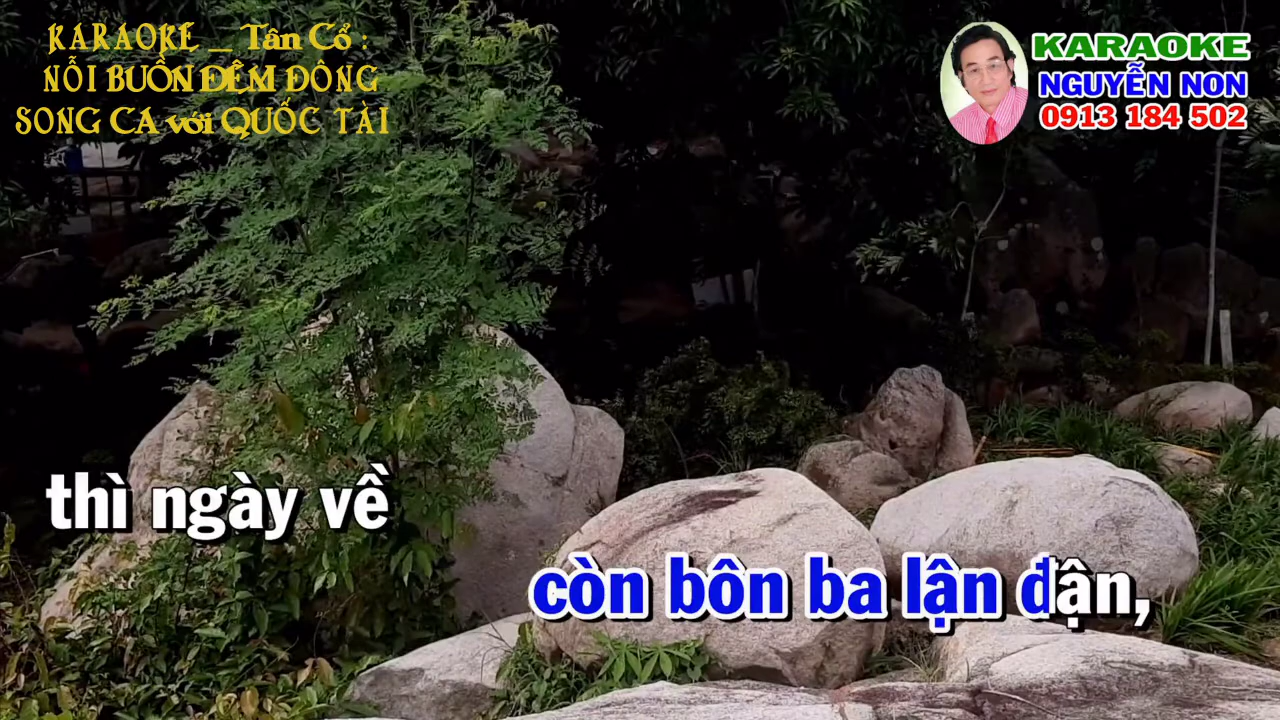 KARAOKE _ Tân Cổ :
NỖI BUỒN ĐÊM ĐÔNG
SONG CA với QUỐC TÀI
KARAOKE
NGUYỄN NON
0913 184 502
thì ngày về
còn bôn ba lận đận,